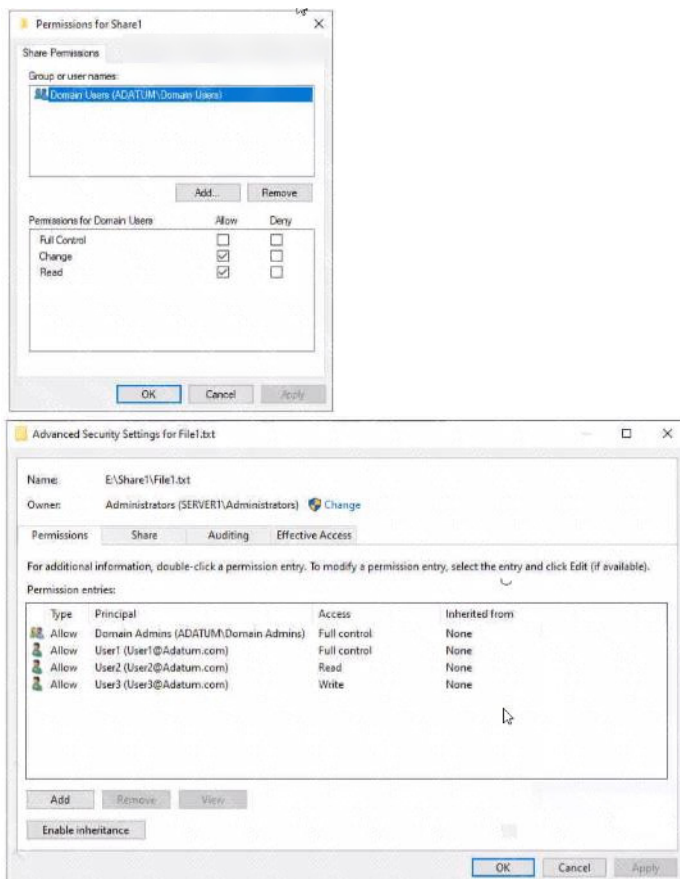 Permissions for Share1
Share Permissions
Group or user names:
Domain Users (ADATUM\Domain Users)
Add... Remove
Permissions for Domain Users Allow Deny
Full Control
Change
Read
OK Cancel Apply
Advanced Security Settings for File1.txt
Name: E:\Share1\File1.txt
Owner: Administrators (SERVER1\Administrators) Change
Permissions Share Auditing Effective Access
For additional information, double-click a permission entry. To modify a permission entry, select the entry and click Edit (if available).
Permission entries:
Type Principal Access Inherited from
Allow Domain Admins (ADATUM\Domain Admins) Full control None
Allow User1 (User1@Adatum.com) Full control None
Allow User2 (User2@Adatum.com) Read None
Allow User3 (User3@Adatum.com) Write None
Add Remove View
Enable inheritance
OK Cancel Apply